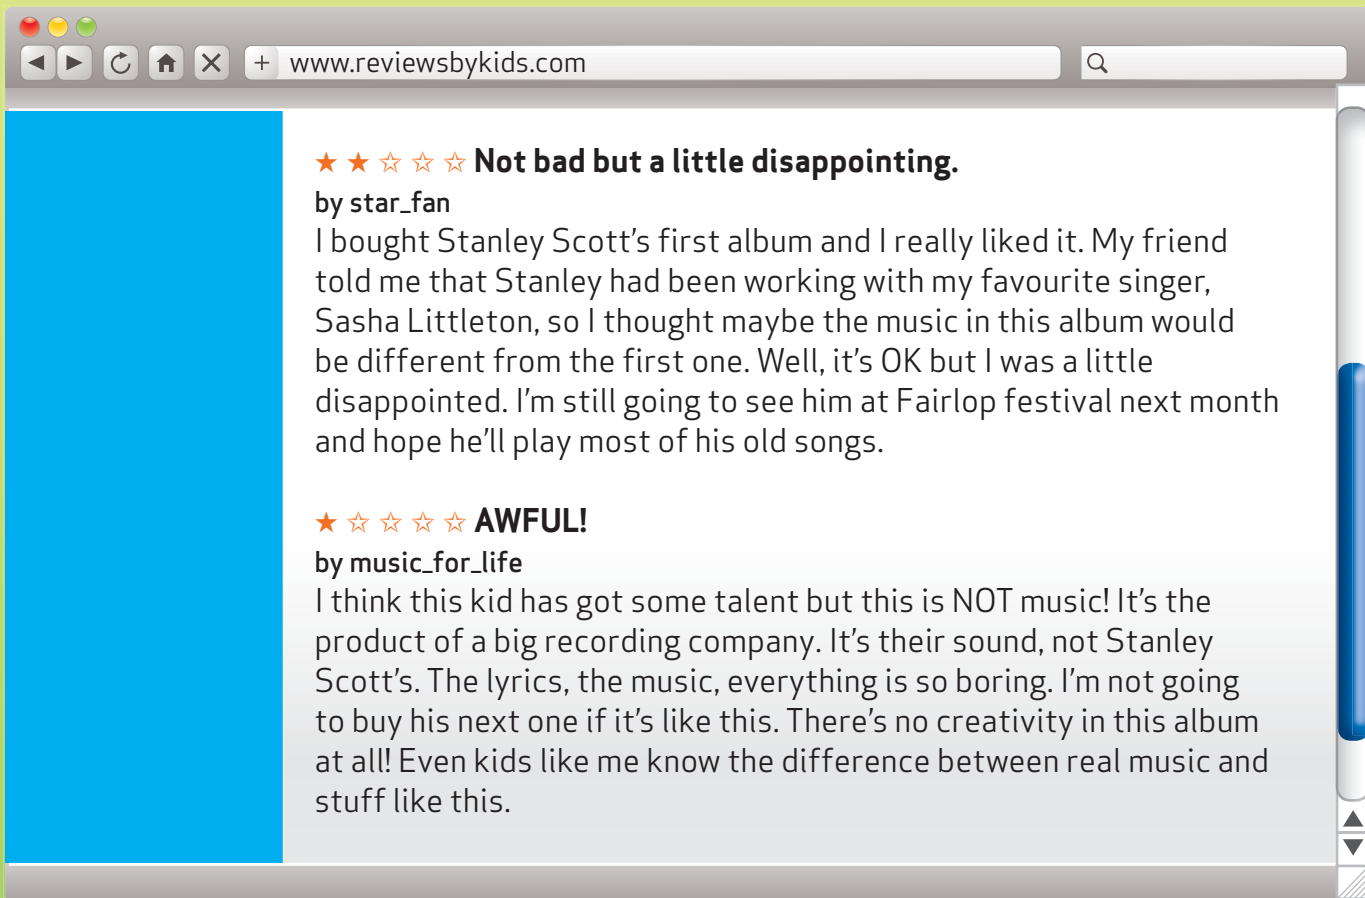 www.reviewsbykids.com
★ ★ ☆ ☆ ☆ Not bad but a little disappointing.
by star_fan
I bought Stanley Scott’s first album and I really liked it. My friend
told me that Stanley had been working with my favourite singer,
Sasha Littleton, so I thought maybe the music in this album would
be different from the first one. Well, it’s OK but I was a little
disappointed. I’m still going to see him at Fairlop festival next month
and hope he’ll play most of his old songs.
★ ☆ ☆ ☆ ☆ AWFUL!
by music_for_life
I think this kid has got some talent but this is NOT music! It’s the
product of a big recording company. It’s their sound, not Stanley
Scott’s. The lyrics, the music, everything is so boring. I’m not going
to buy his next one if it’s like this. There’s no creativity in this album
at all! Even kids like me know the difference between real music and
stuff like this.